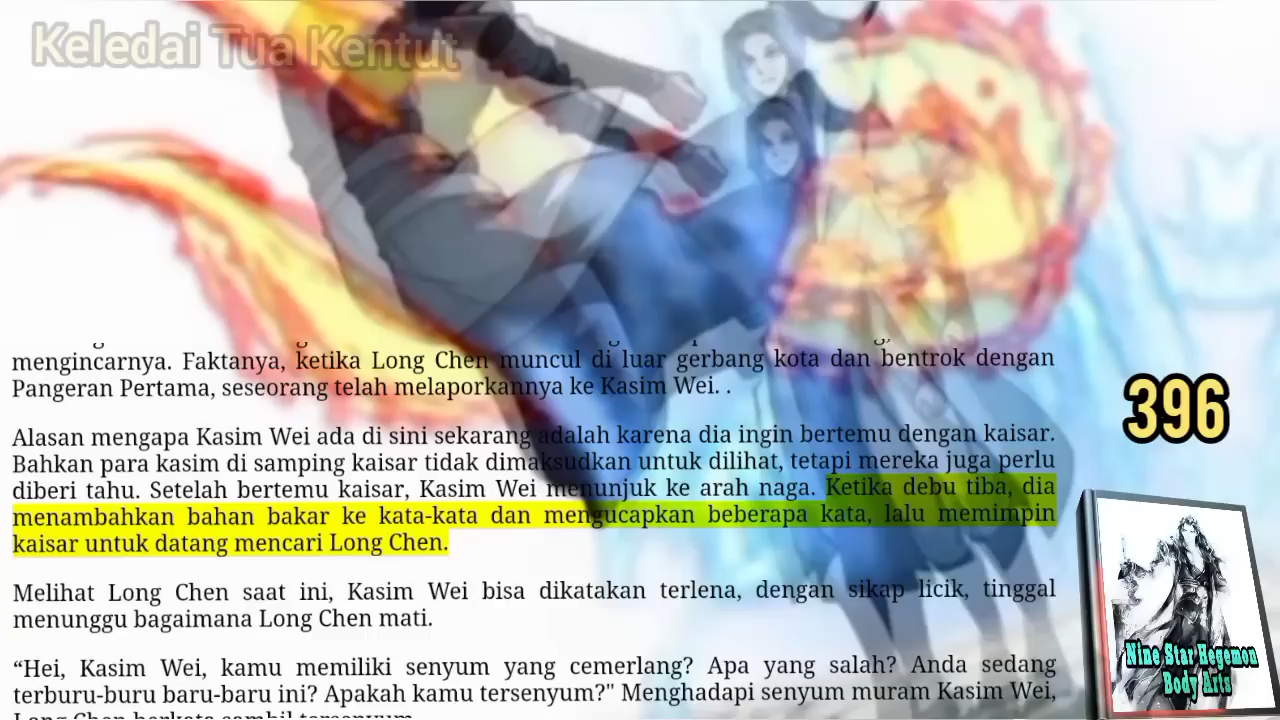 Keledai Tua Kentut
mengincarnya. Faktanya, ketika Long Chen muncul di luar gerbang kota dan bentrok dengan
Pangeran Pertama, seseorang telah melaporkannya ke Kasim Wei. .
Alasan mengapa Kasim Wei ada di sini sekarang adalah karena dia ingin bertemu dengan kaisar.
Bahkan para kasim di samping kaisar tidak dimaksudkan untuk dilihat, tetapi mereka juga perlu
diberi tahu. Setelah bertemu kaisar, Kasim Wei menunjuk ke arah naga. Ketika debu tiba, dia
menambahkan bahan bakar ke kata-kata dan mengucapkan beberapa kata, lalu memimpin
kaisar untuk datang mencari Long Chen.
Melihat Long Chen saat ini, Kasim Wei bisa dikatakan terlena, dengan sikap licik, tinggal
menunggu bagaimana Long Chen mati.
“Hei, Kasim Wei, kamu memiliki senyum yang cemerlang? Apa yang salah? Anda sedang
terburu-buru baru-baru ini? Apakah kamu tersenyum?" Menghadapi senyum muram Kasim Wei,
Long Chen berkata sambil tersenyum
396
Nine Star Hegemon
Body Arts